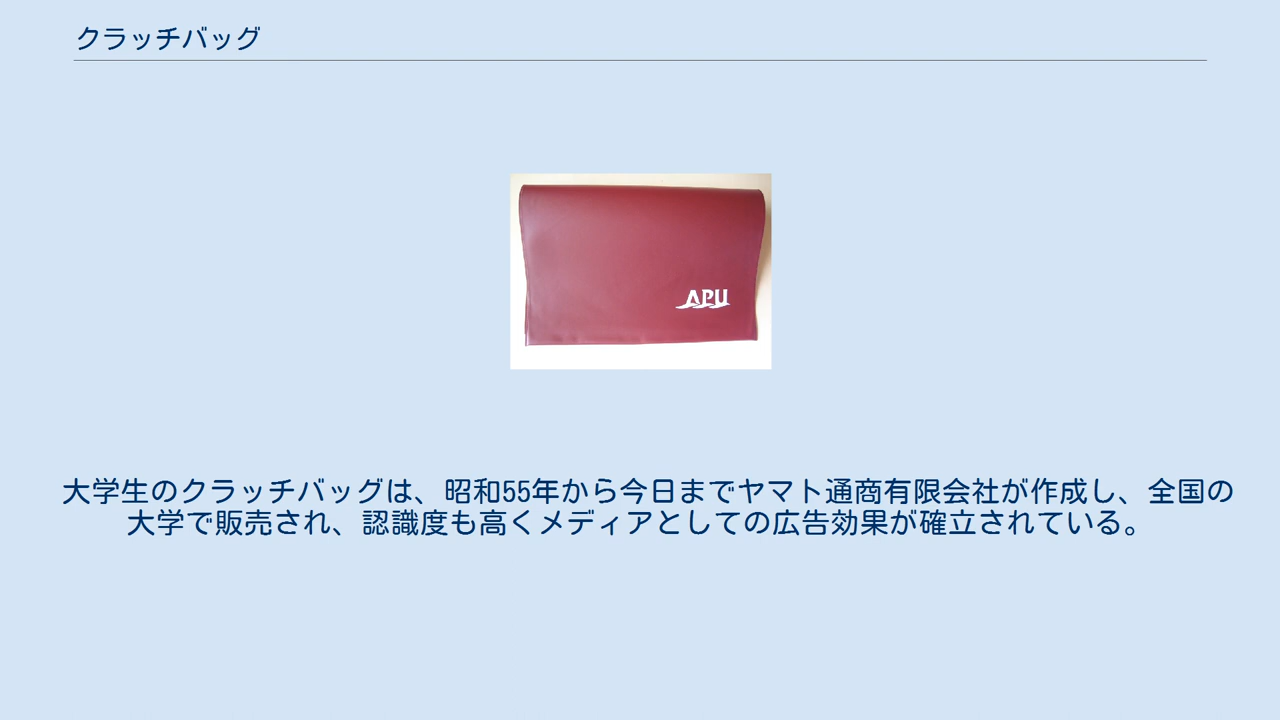 クラッチバッグ
APU
大学生のクラッチバッグは、昭和55年から今日までヤマト通商有限会社が作成し、全国の
大学で販売され、認識度も高くメディアとしての広告効果が確立されている。